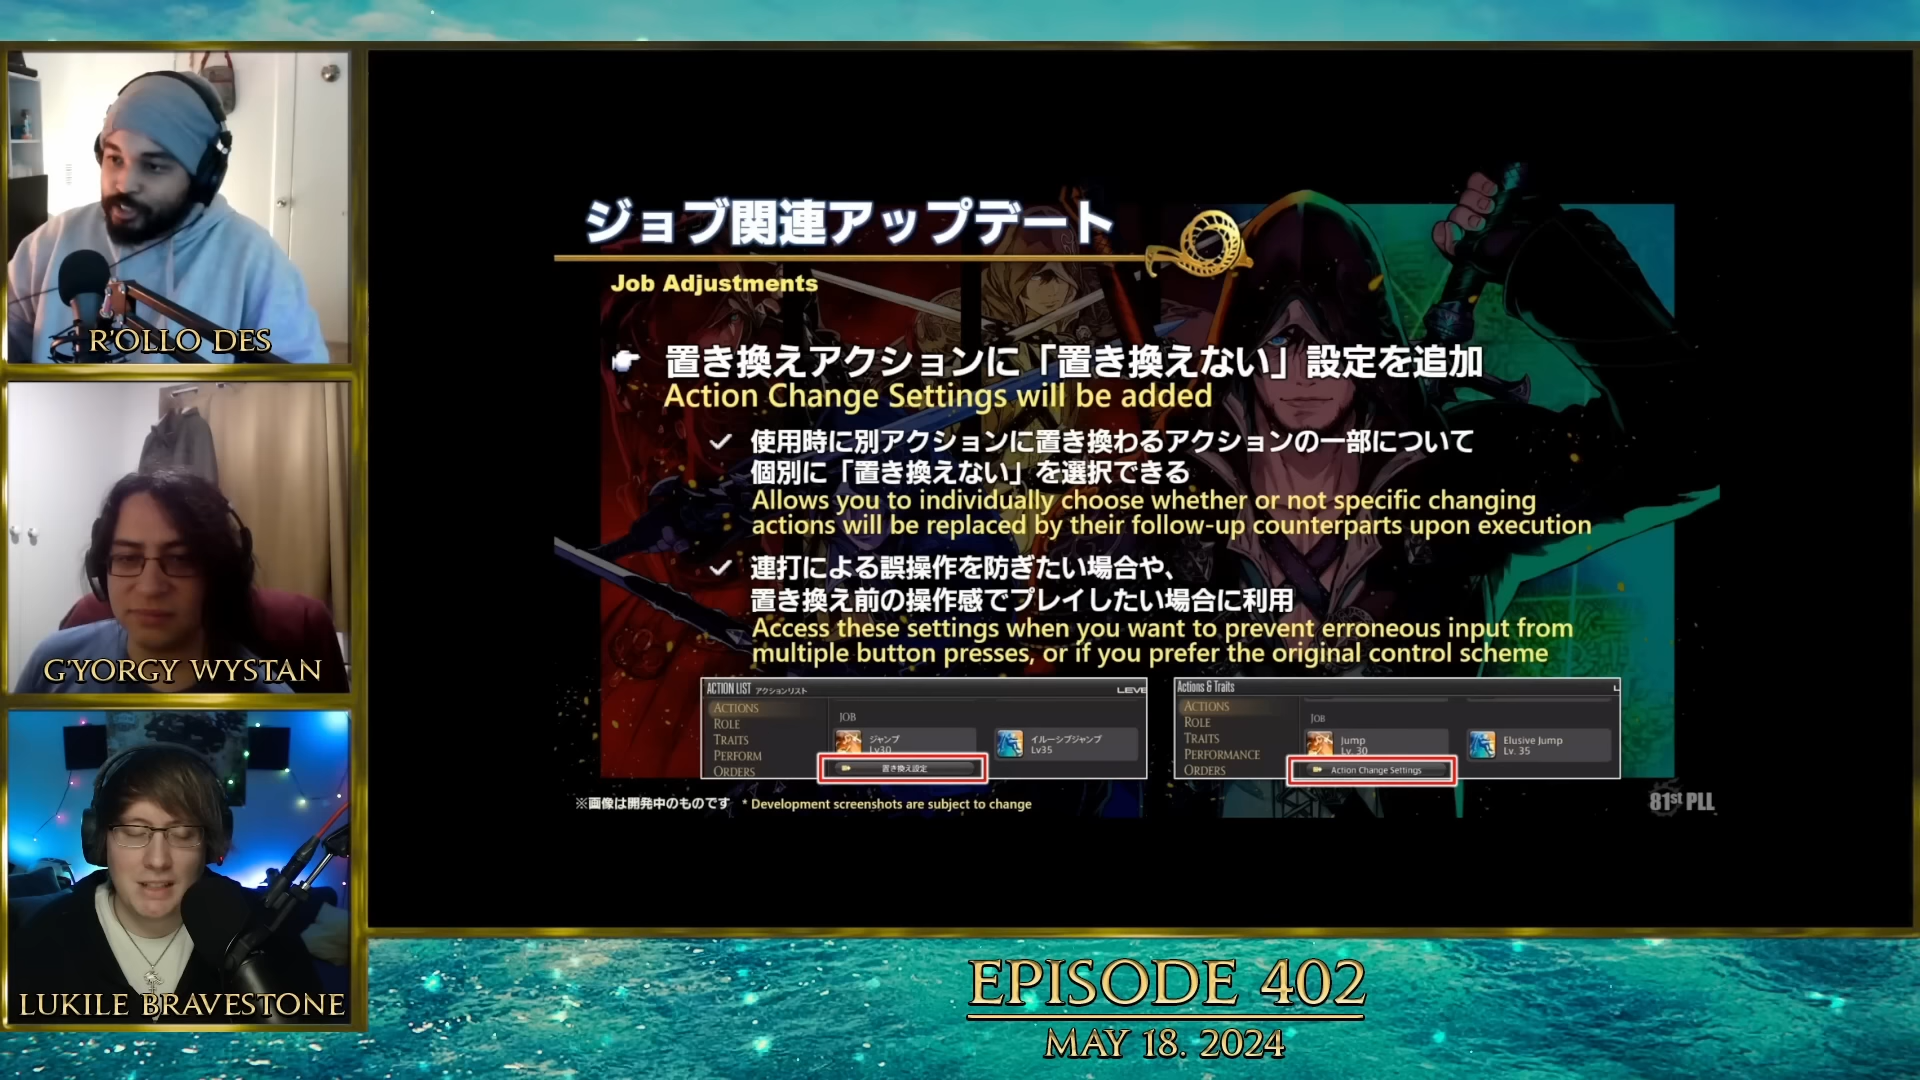 R'OLLO DES
G'YORGY WYSTAN
LUKILE BRAVESTONE
ジョブ関連アップデート
Job Adjustments
置き換えアクションに「置き換えない」設定を追加
Action Change Settings will be added
✓ 使用時に別アクションに置き換わるアクションの一部について
個別に「置き換えない」を選択できる
Allows you to individually choose whether or not specific changing
actions will be replaced by their follow-up counterparts upon execution
✓ 連打による誤操作を防ぎたい場合や、
置き換え前の操作感でプレイしたい場合に利用
Access these settings when you want to prevent erroneous input from
multiple button presses, or if you prefer the original control scheme
ACTION LIST アクションリスト LEVE
ACTIONS
ROLE
TRAITS
PERFORM
ORDERS
JOB
ジャンプ
Lv30
イルーシブジャンプ
Lv35
置き換え設定
Actions & Traits L
ACTIONS
ROLE
TRAITS
PERFORMANCE
ORDERS
JOB
Jump
Lv. 30
Elusive Jump
Lv. 35
Action Change Settings
※画像は開発中のものです * Development screenshots are subject to change
81st PLL
EPISODE 402
MAY 18. 2024